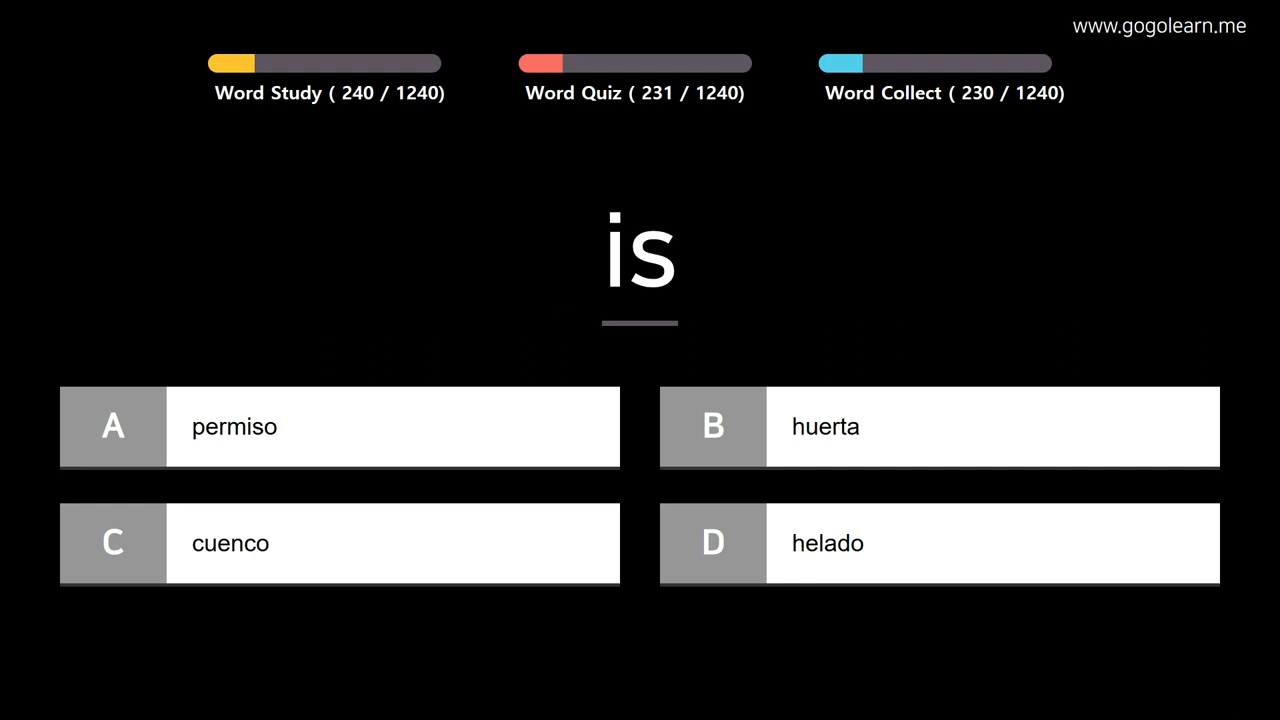 www.gogolearn.me
Word Study ( 240 / 1240)
Word Quiz ( 231 / 1240)
Word Collect ( 230 / 1240)
is
A permiso
B huerta
C cuenco
D helado